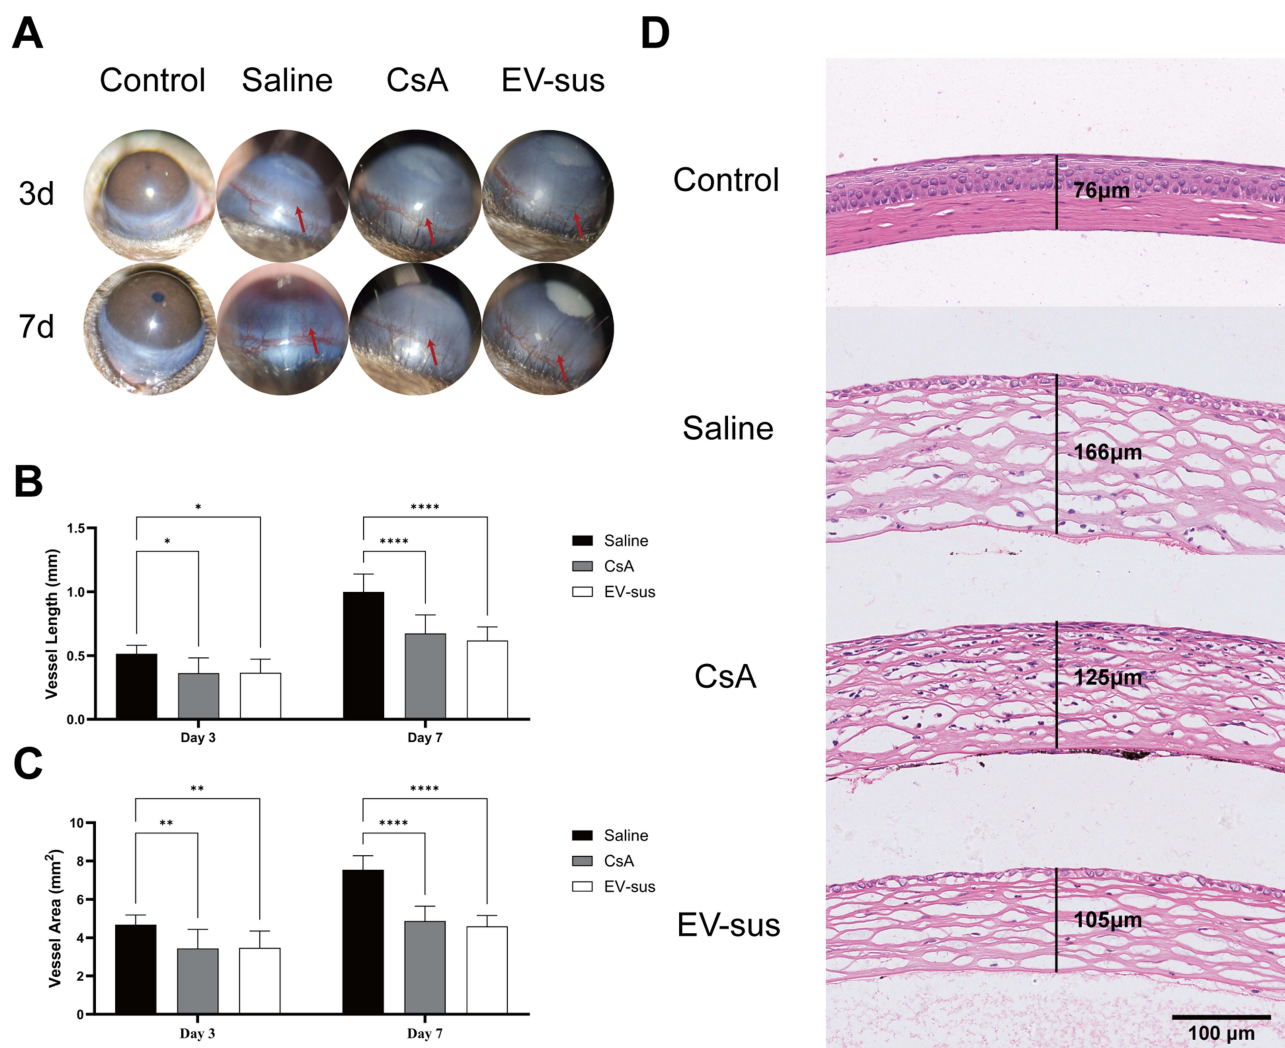 A
Control Saline CsA EV-sus
3d
7d
B
Vessel Length (mm)
1.5
1.0
0.5
0.0
* *
**** ****
Day 3 Day 7
Saline
CsA
EV-sus
C
Vessel Area (mm²)
10
8
6
4
2
0
** **
**** ****
Day 3 Day 7
Saline
CsA
EV-sus
D
Control
76μm
Saline
166μm
CsA
125μm
EV-sus
105μm
100 μm